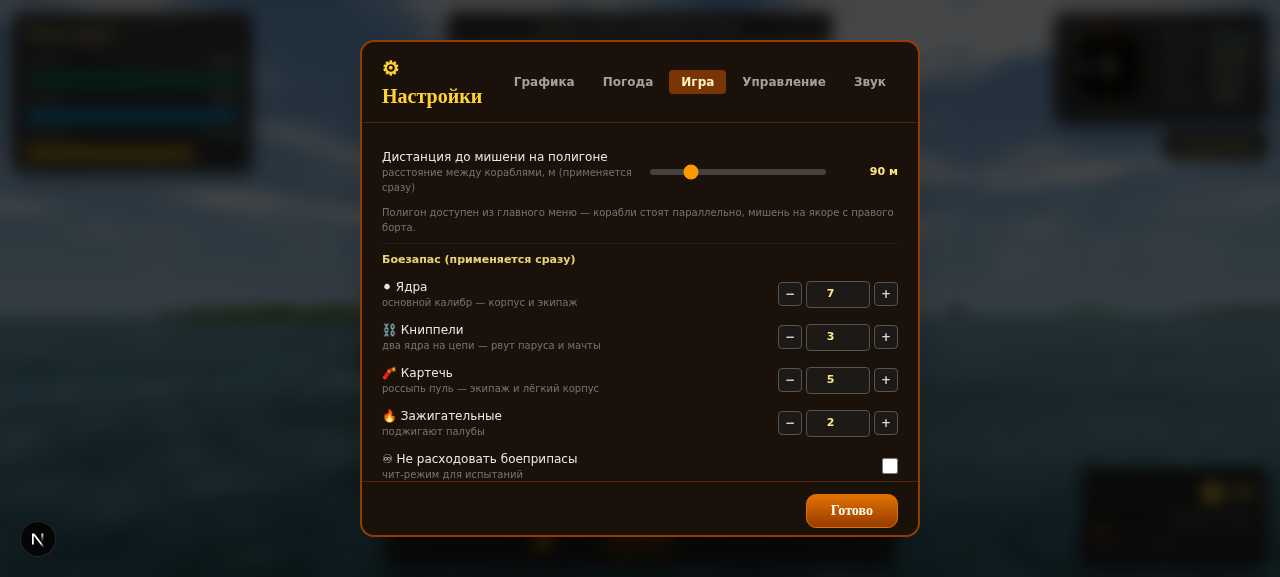 ⚙
Настройки
Графика Погода Игра Управление Звук
Дистанция до мишени на полигоне
расстояние между кораблями, м (применяется
сразу)
90 м
Полигон доступен из главного меню — корабли стоят параллельно, мишень на якоре с правого
борта.
Боезапас (применяется сразу)
Ядра
основной калибр — корпус и экипаж
− 7 +
Книппели
два ядра на цепи — рвут паруса и мачты
− 3 +
Картечь
россыпь пуль — экипаж и лёгкий корпус
− 5 +
Зажигательные
поджигают палубы
− 2 +
♾ Не расходовать боеприпасы
чит-режим для испытаний
Готово
N